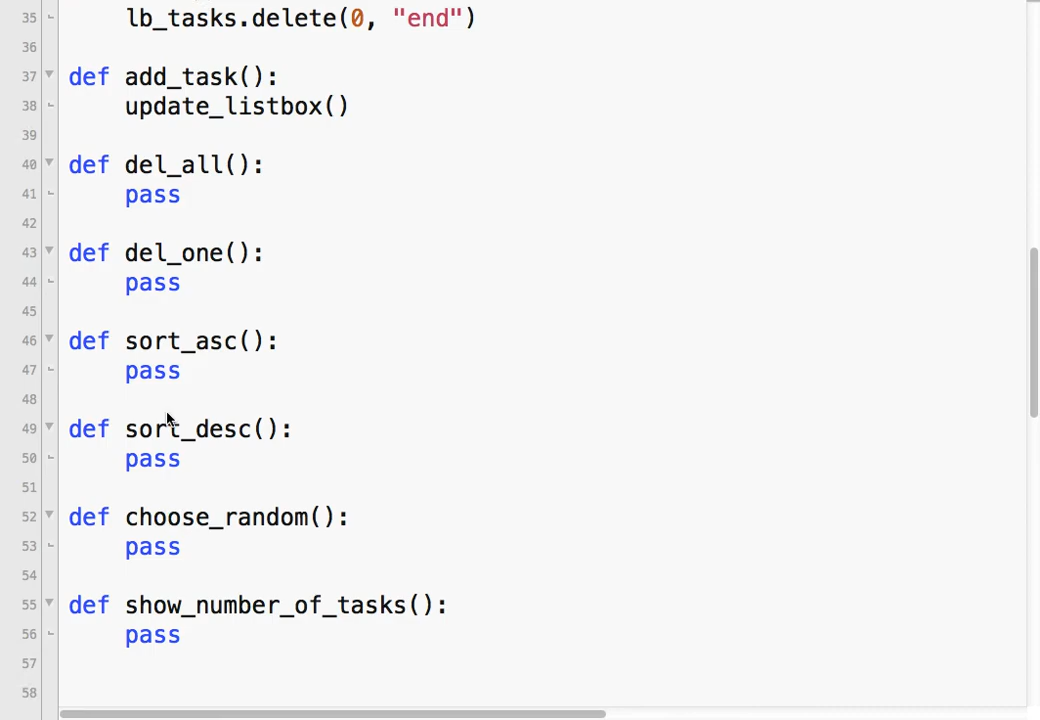 35 lb_tasks.delete(0, "end")
36
37 def add_task():
38 update_listbox()
39
40 def del_all():
41 pass
42
43 def del_one():
44 pass
45
46 def sort_asc():
47 pass
48
49 def sort_desc():
50 pass
51
52 def choose_random():
53 pass
54
55 def show_number_of_tasks():
56 pass
57
58